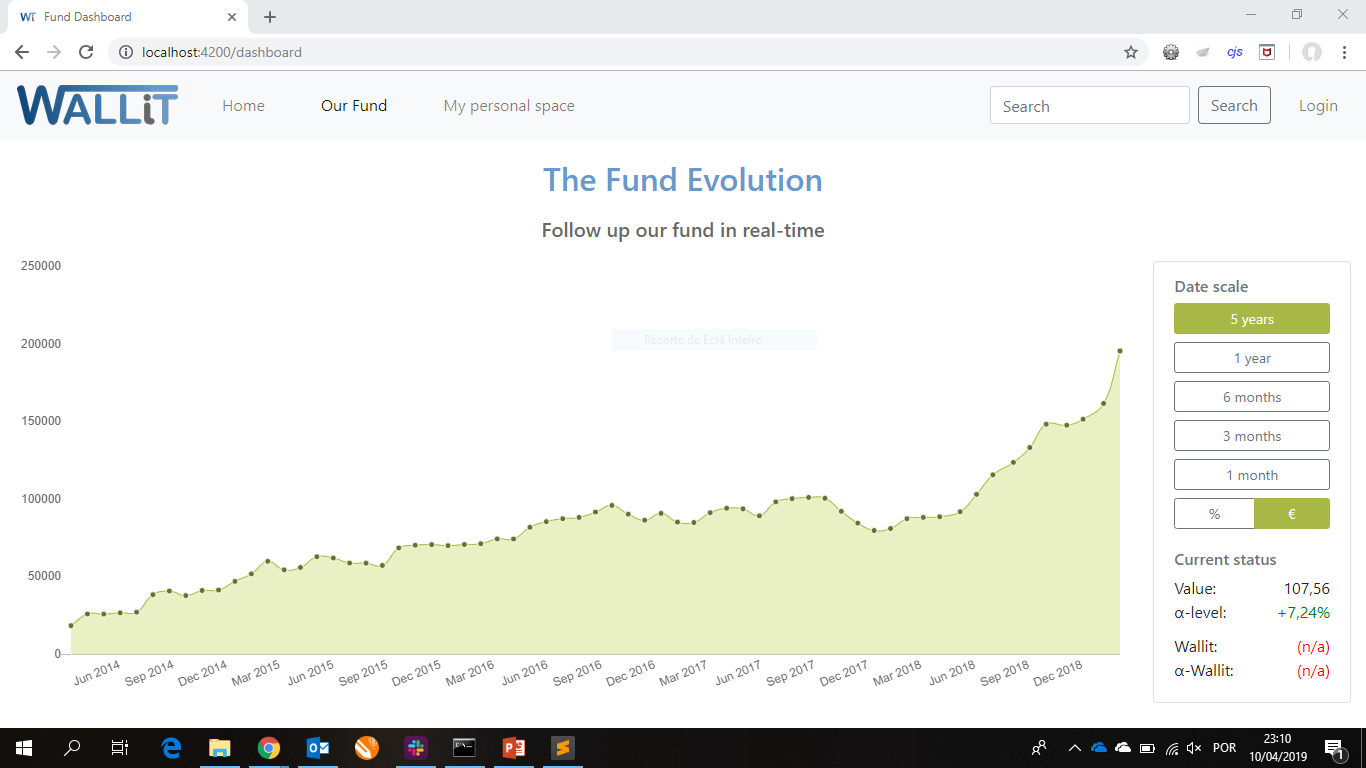 WT Fund Dashboard
localhost:4200/dashboard
cjs
WALLiT Home Our Fund My personal space Search Search Login
The Fund Evolution
Follow up our fund in real-time
250000
200000
150000
100000
50000
0
Jun 2014 Sep 2014 Dec 2014 Mar 2015 Jun 2015 Sep 2015 Dec 2015 Mar 2016 Jun 2016 Sep 2016 Dec 2016 Mar 2017 Jun 2017 Sep 2017 Dec 2017 Mar 2018 Jun 2018 Sep 2018 Dec 2018
Recorte de Ecrã Inteiro
Date scale
5 years
1 year
6 months
3 months
1 month
% €
Current status
Value: 107,56
α-level: +7,24%
Wallit: (n/a)
α-Wallit: (n/a)
POR
23:10
10/04/2019
1